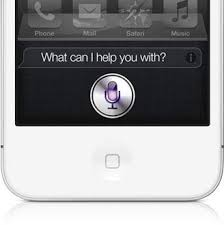 Phone Mail Safari Music
What can I help you with?